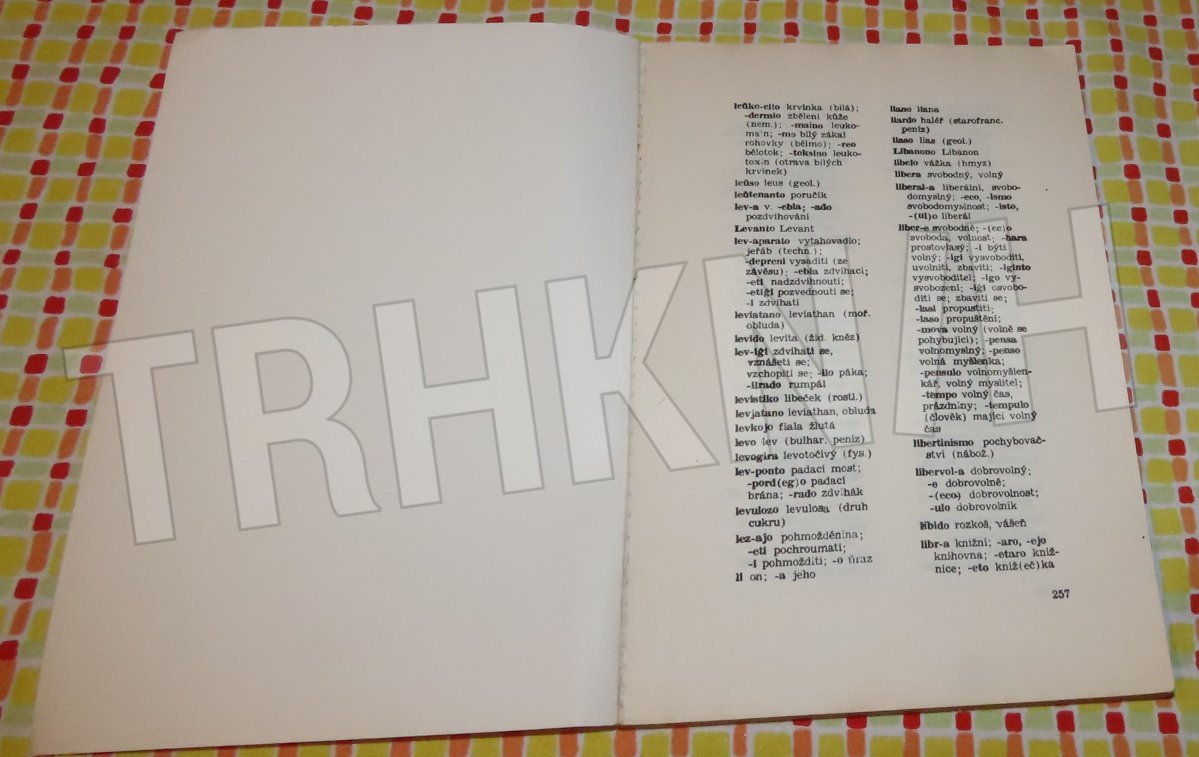 leŭko-cito krvinka (bílá);
-dermio zbělení kůže
(nem.); -maino leuko-
ma'n; -mo bílý zákal
rohovky (bělmo); -reo
bělotok; -toksino leuko-
toxin (otrava bílých
krvinek)
leŭso leus (geol.)
leŭtenanto poručík
lev-a v. -ebla; -ado
pozdvihování
Levanto Levant
lev-aparato vytahovadlo;
jeřáb (techn.);
-depreni vysaditi (ze
závěsu); -ebla zdvihací;
-eti nadzdvihnouti;
-etiĝi pozvednouti se;
-i zdvihati
leviatano leviathan (moř.
obluda)
levido levita (žid. kněz)
lev-iĝi zdvihati se,
vznášeti se;
vzchopiti se; -ilo páka;
-ilrado rumpál
levistiko libeček (rostl.)
levjatano leviathan, obluda
levkojo fiala žlutá
levo lev (bulhar. peníz)
levogira levotočivý (fys.)
lev-ponto padací most;
-pord(eg)o padací
brána; -rado zdvihák
levulozo levulosa (druh
cukru)
lez-ajo pohmožděnina;
-eti pochroumati;
-i pohmožditi; -o úraz
li on; -a jeho
liano liana
liardo haléř (starofranc.
peníz)
liaso lias (geol.)
Libanono Libanon
libelo vážka (hmyz)
libera svobodný, volný
liberal-a liberální, svobo-
domyslný; -eco, -ismo
svobodomyslnost; -isto,
-(ul)o liberál
liber-e svobodně; -(ec)o
svoboda, volnost; -hara
prostovlasý; -i býti
volný; -igi vysvoboditi,
uvolniti, zbaviti; -iginto
vysvoboditel; -igo vy-
svobození; -iĝi osvobo-
diti se; zbaviti se;
-lasi propustiti;
-laso propuštění;
-mova volný (volně se
pohybující); -pensa
volnomyslný; -penso
volná myšlenka;
-pensulo volnomyšlen-
kář, volný myslitel;
-tempo volný čas,
prázdniny; -tempulo
(člověk) mající volný
čas
libertinismo pochybovač-
ství (nábož.)
libervol-a dobrovolný;
-e dobrovolně;
-(eco) dobrovolnost;
-ulo dobrovolník
libido rozkoš, vášeň
libr-a knižní; -aro, -ejo
knihovna; -etaro kniž-
nice; -eto kníž(eč)ka
257
TRHKNIH